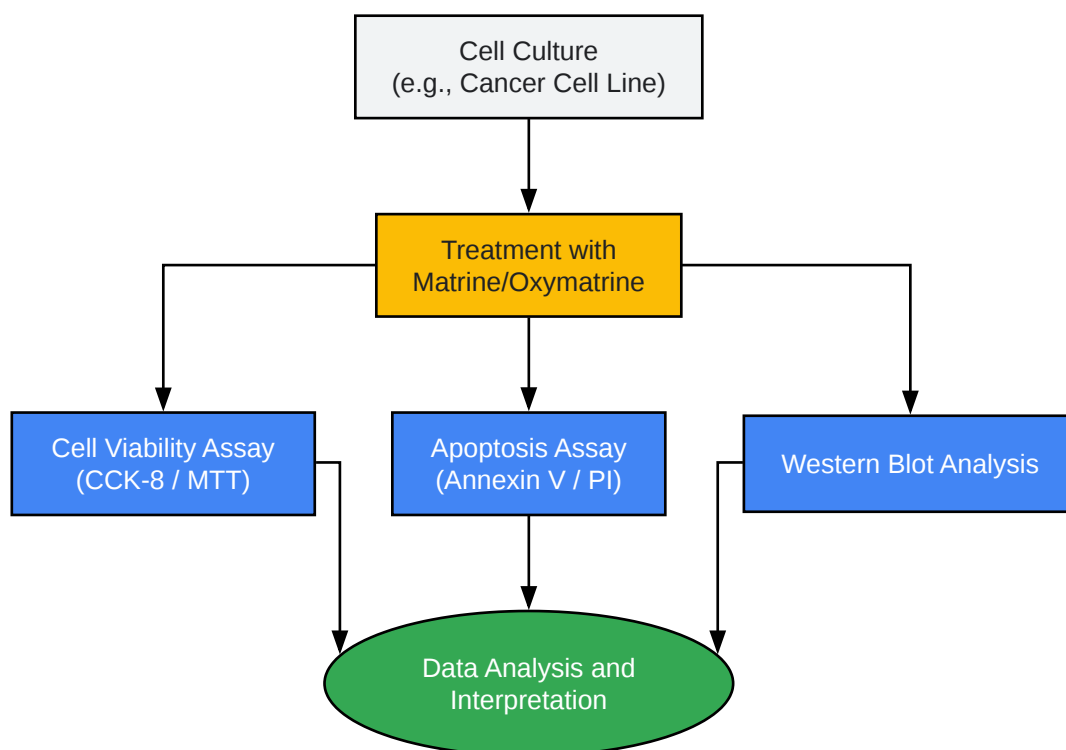 Cell Culture
(e.g., Cancer Cell Line)
Treatment with
Matrine/Oxymatrine
Cell Viability Assay
(CCK-8 / MTT)
Apoptosis Assay
(Annexin V / PI)
Western Blot Analysis
Data Analysis and
Interpretation